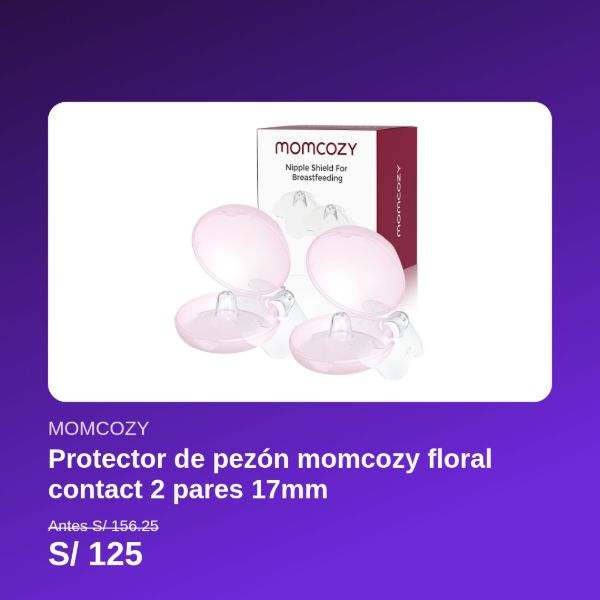 momcozy
Nipple Shield For
Breastfeeding
momcozy
MOMCOZY
Protector de pezón momcozy floral
contact 2 pares 17mm
Antes S/ 156.25
S/ 125